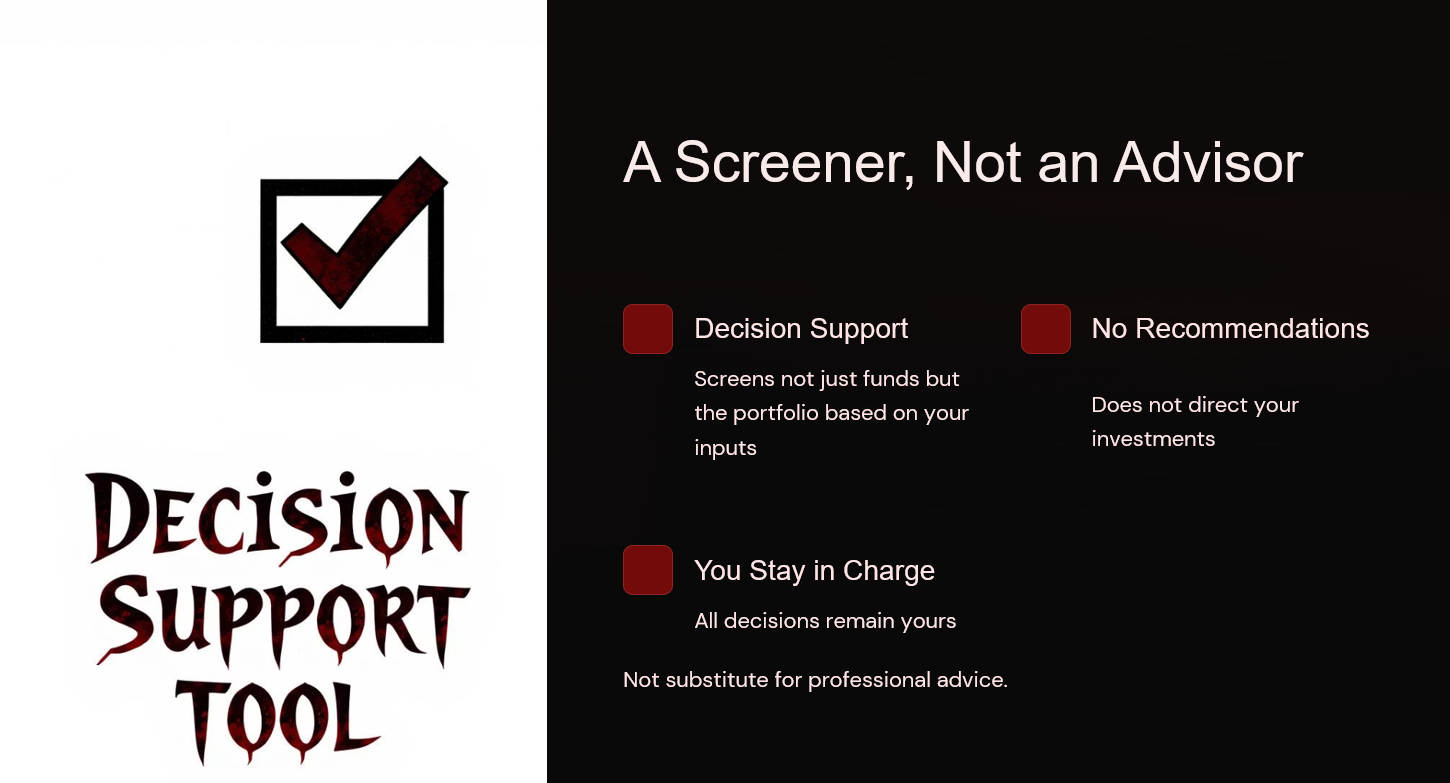 DECiSiON
SUPPORT
TOOL
A Screener, Not an Advisor
Decision Support
Screens not just funds but
the portfolio based on your
inputs
No Recommendations
Does not direct your
investments
You Stay in Charge
All decisions remain yours
Not substitute for professional advice.